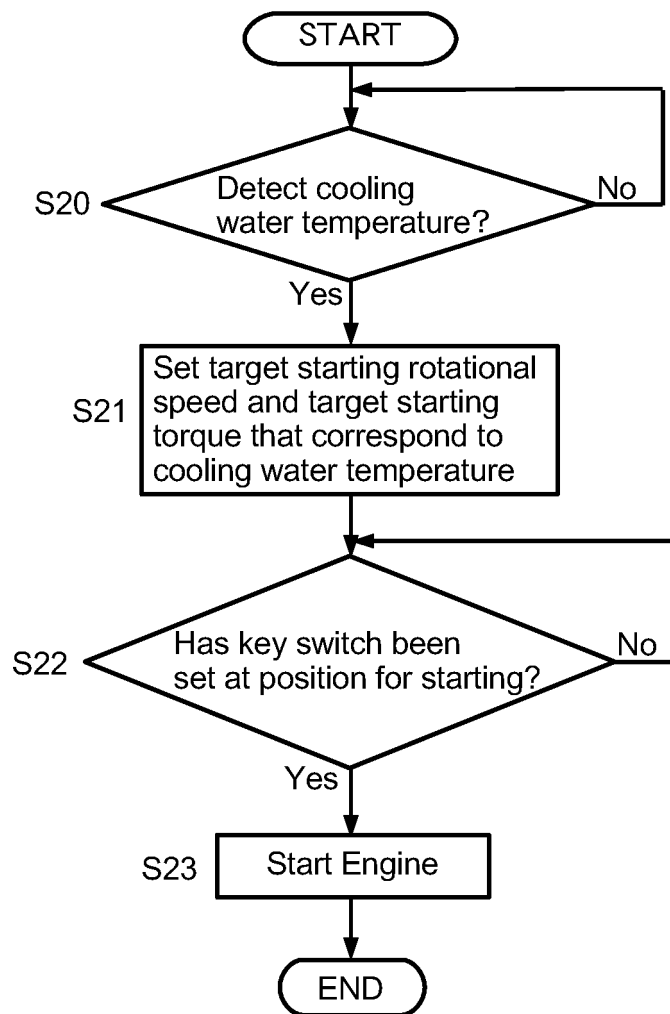 START
S20
Detect cooling
water temperature?
No
Yes
S21
Set target starting rotational
speed and target starting
torque that correspond to
cooling water temperature
S22
Has key switch been
set at position for starting?
No
Yes
S23
Start Engine
END